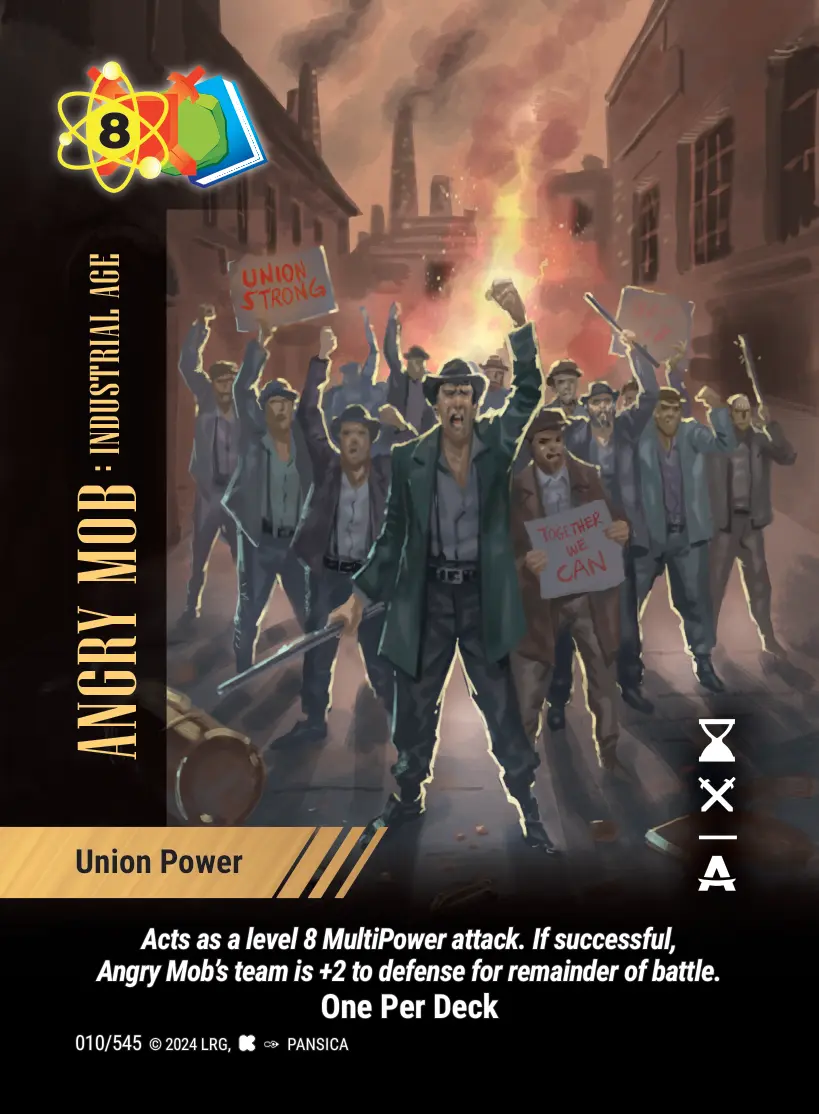 8
UNION
STRONG
TOGETHER
WE
CAN
ANGRY MOB: INDUSTRIAL AGE
Union Power
Acts as a level 8 MultiPower attack. If successful,
Angry Mob's team is +2 to defense for remainder of battle.
One Per Deck
010/545 © 2024 LRG, PANSICA